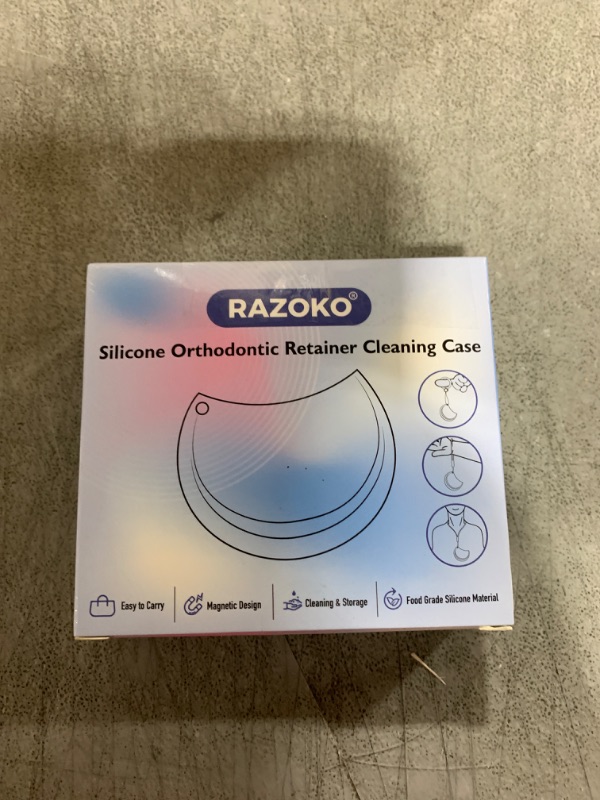 RAZOKO®
Silicone Orthodontic Retainer Cleaning Case
Easy to Carry
Magnetic Design
Cleaning & Storage
Food Grade Silicone Material